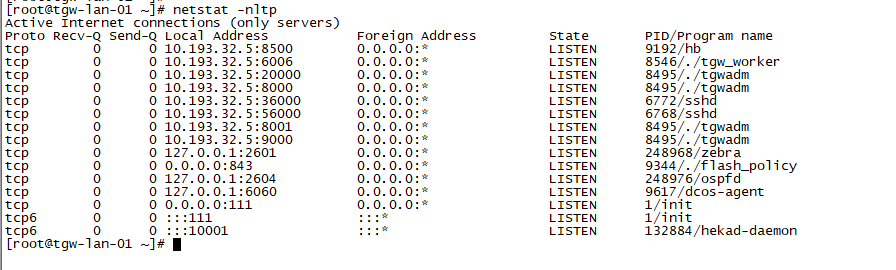 [root@tgw-lan-01 ~]# netstat -nltp
Active Internet connections (only servers)
Proto Recv-Q Send-Q Local Address           Foreign Address         State       PID/Program name
tcp        0      0 10.193.32.5:8500        0.0.0.0:*               LISTEN      9192/hb
tcp        0      0 10.193.32.5:6006        0.0.0.0:*               LISTEN      8546/./tgw_worker
tcp        0      0 10.193.32.5:20000       0.0.0.0:*               LISTEN      8495/./tgwadm
tcp        0      0 10.193.32.5:8000        0.0.0.0:*               LISTEN      8495/./tgwadm
tcp        0      0 10.193.32.5:36000       0.0.0.0:*               LISTEN      6772/sshd
tcp        0      0 10.193.32.5:56000       0.0.0.0:*               LISTEN      6768/sshd
tcp        0      0 10.193.32.5:8001        0.0.0.0:*               LISTEN      8495/./tgwadm
tcp        0      0 10.193.32.5:9000        0.0.0.0:*               LISTEN      8495/./tgwadm
tcp        0      0 127.0.0.1:2601          0.0.0.0:*               LISTEN      248968/zebra
tcp        0      0 0.0.0.0:843             0.0.0.0:*               LISTEN      9344/./flash_policy
tcp        0      0 127.0.0.1:2604          0.0.0.0:*               LISTEN      248976/ospfd
tcp        0      0 127.0.0.1:6060          0.0.0.0:*               LISTEN      9617/dcos-agent
tcp        0      0 0.0.0.0:111             0.0.0.0:*               LISTEN      1/init
tcp6       0      0 :::111                  :::*                    LISTEN      1/init
tcp6       0      0 :::10001                :::*                    LISTEN      132884/hekad-daemon
[root@tgw-lan-01 ~]#